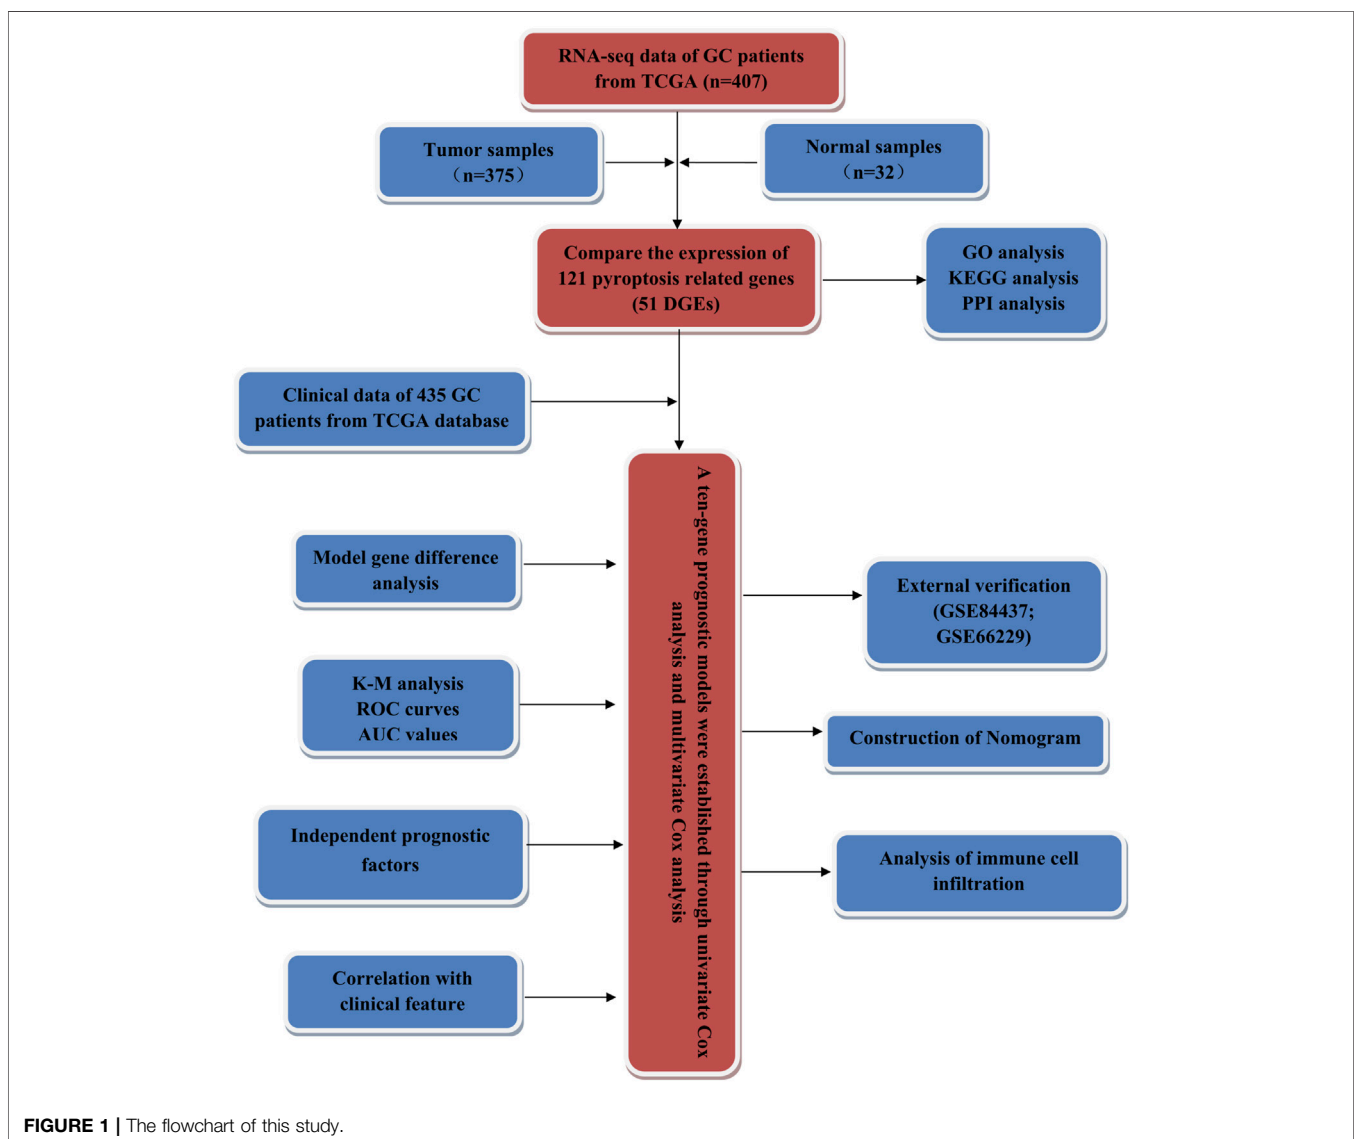 RNA-seq data of GC patients
from TCGA (n=407)
Tumor samples
（n=375）
Normal samples
（n=32）
Compare the expression of
121 pyroptosis related genes
(51 DGEs)
GO analysis
KEGG analysis
PPI analysis
Clinical data of 435 GC
patients from TCGA database
A ten-gene prognostic models were established through univariate Cox
analysis and multivariate Cox analysis
Model gene difference
analysis
K-M analysis
ROC curves
AUC values
Independent prognostic
factors
Correlation with
clinical feature
External verification
(GSE84437;
GSE66229)
Construction of Nomogram
Analysis of immune cell
infiltration
FIGURE 1 | The flowchart of this study.